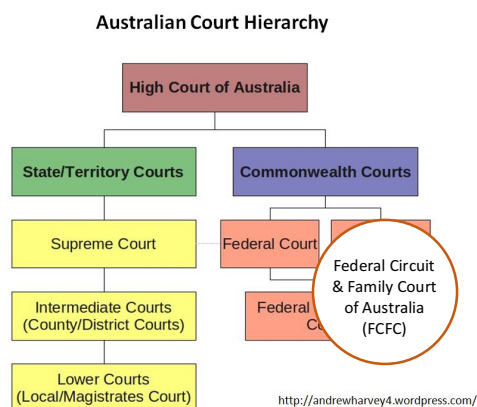 Australian Court Hierarchy
High Court of Australia
State/Territory Courts
Commonwealth Courts
Supreme Court
Federal Court
Federal Circuit
& Family Court
of Australia
(FCFC)
Intermediate Courts
(County/District Courts)
Federal
Lower Courts
(Local/Magistrates Court)
http://andrewharvey4.wordpress.com/